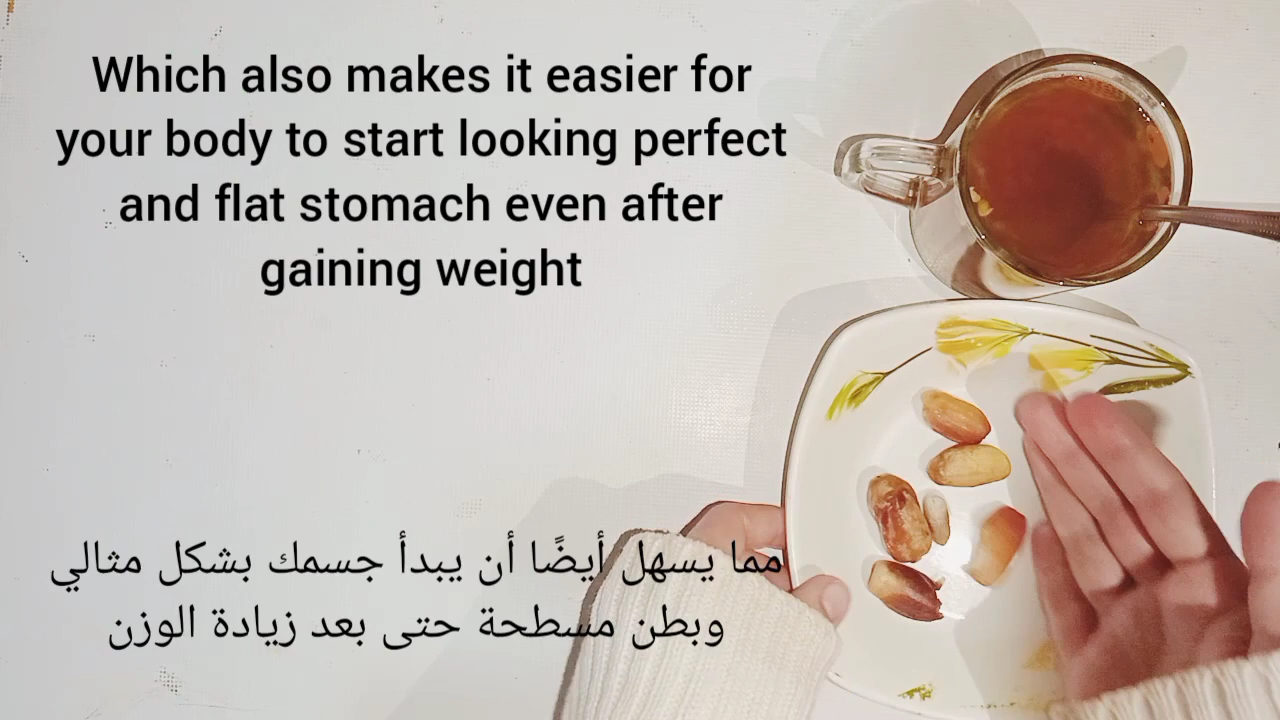 Which also makes it easier for
your body to start looking perfect
and flat stomach even after
gaining weight
مما يسهل أيضًا أن يبدأ جسمك بشكل مثالي
وبطن مسطحة حتى بعد زيادة الوزن